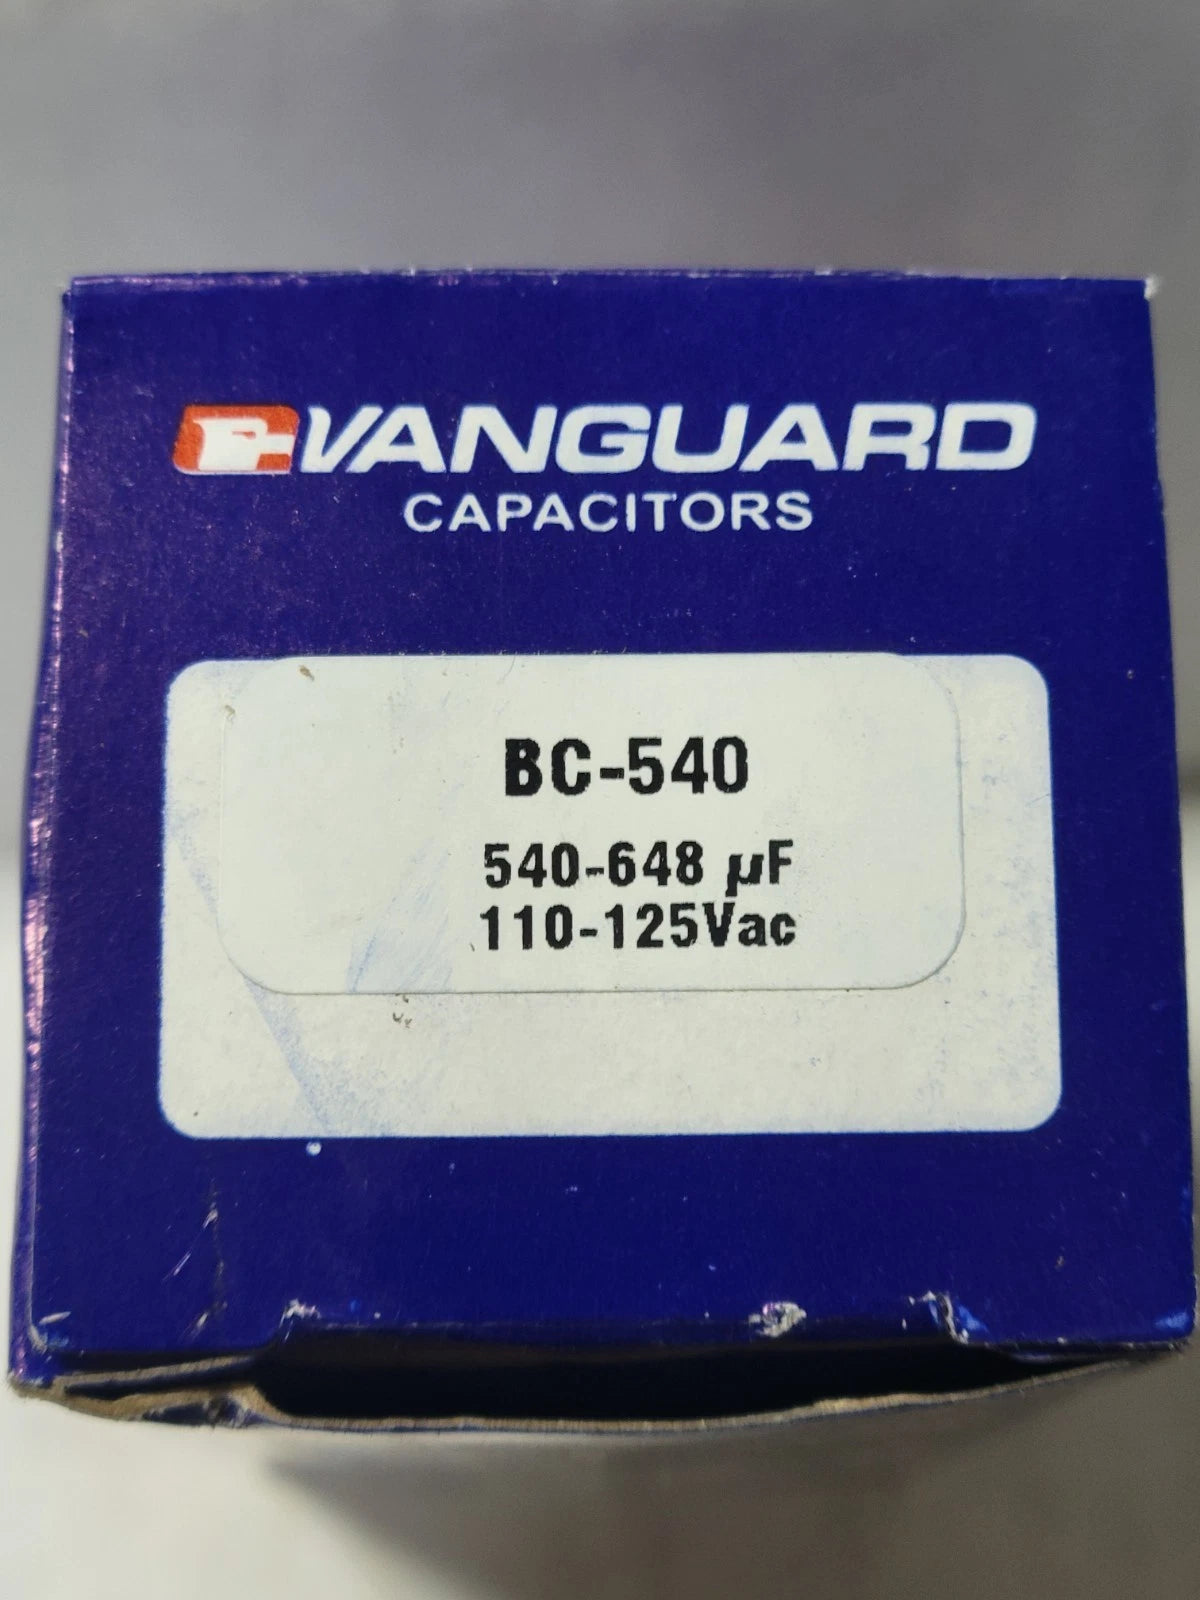 VANGUARD
CAPACITORS
BC-540
540-648 µF
110-125Vac